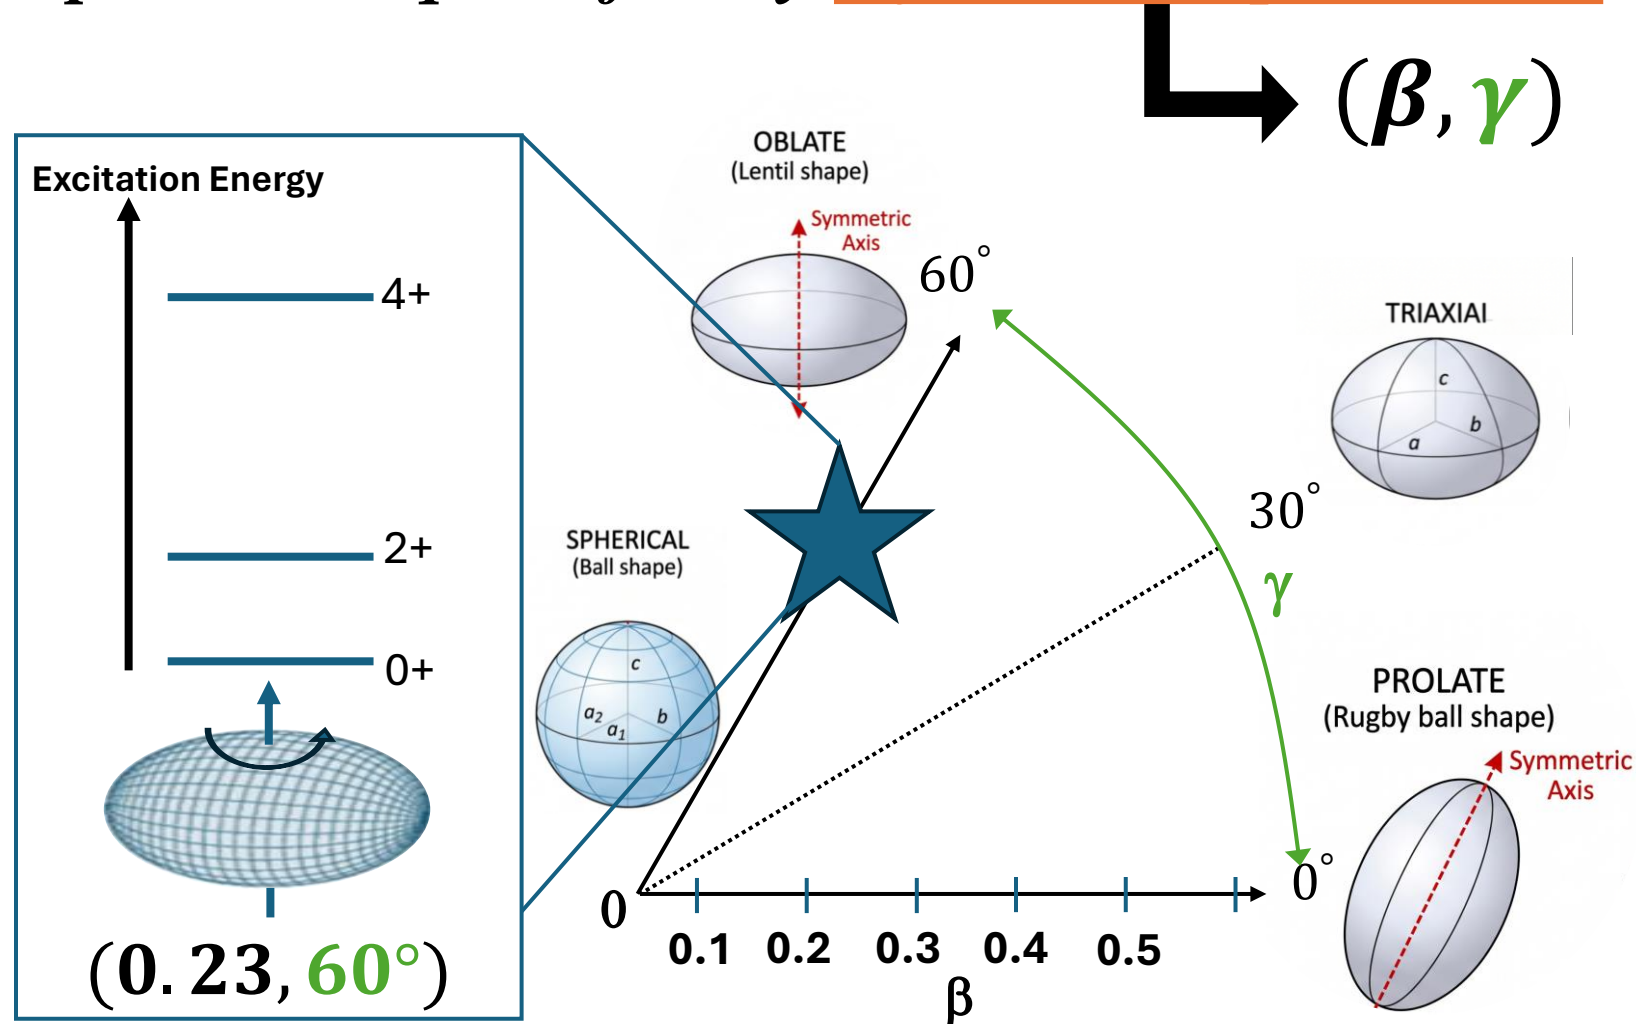 (β, γ)
Excitation Energy
4+
2+
0+
(0.23, 60°)
OBLATE
(Lentil shape)
Symmetric
Axis
60°
TRIAXIAI
c
b
a
30°
γ
SPHERICAL
(Ball shape)
c
a₂
b
a₁
PROLATE
(Rugby ball shape)
Symmetric
Axis
0°
0
0.1 0.2 0.3 0.4 0.5
β